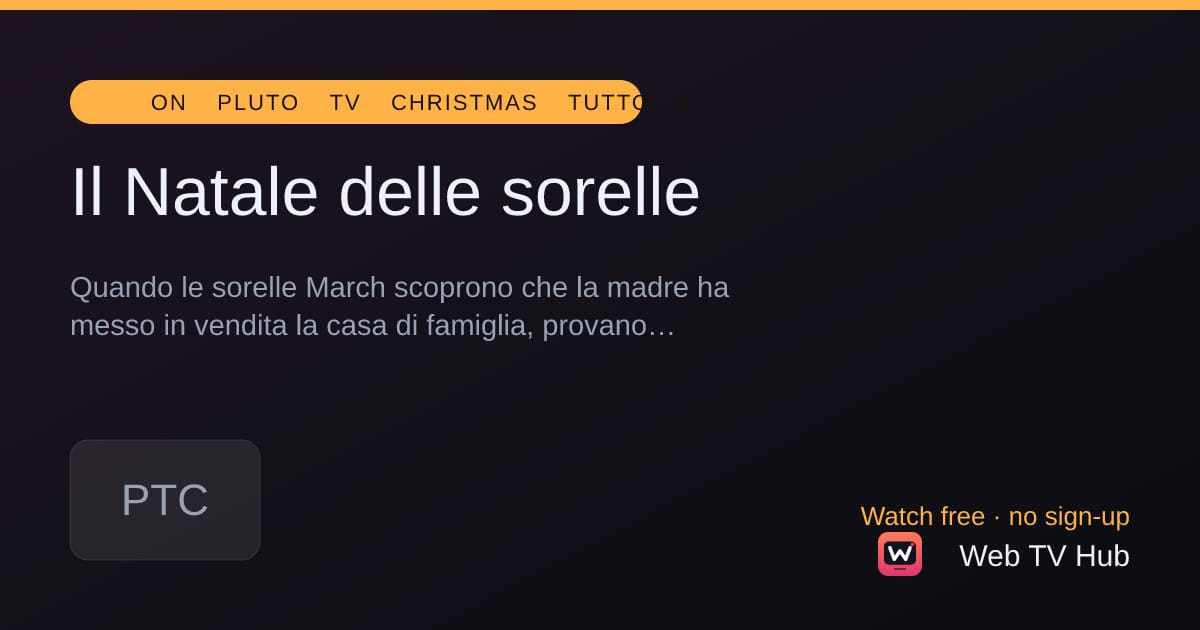 ON PLUTO TV CHRISTMAS TUTTO
Il Natale delle sorelle
Quando le sorelle March scoprono che la madre ha
messo in vendita la casa di famiglia, provano…
PTC
Watch free · no sign-up
W Web TV Hub